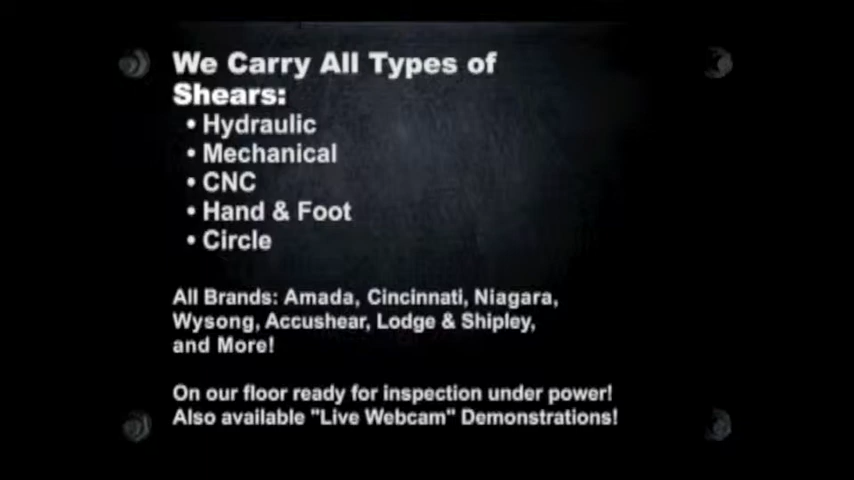 We Carry All Types of
Shears:
• Hydraulic
• Mechanical
• CNC
• Hand & Foot
• Circle
All Brands: Amada, Cincinnati, Niagara,
Wysong, Accushear, Lodge & Shipley,
and More!
On our floor ready for inspection under power!
Also available "Live Webcam" Demonstrations!